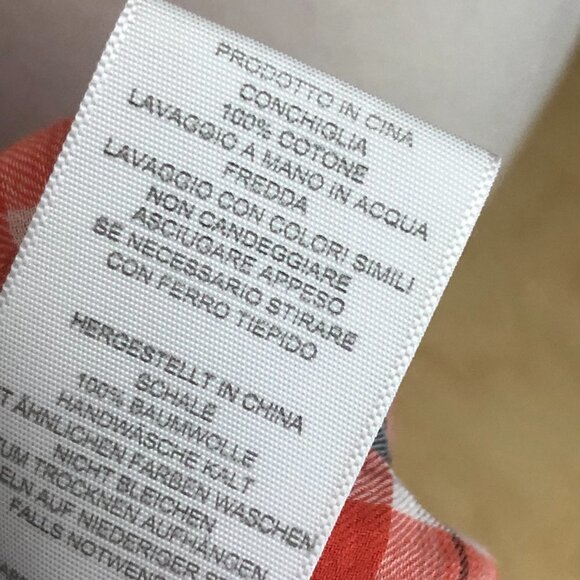 PRODOTTO IN CINA
CONCHIGLIA
100% COTONE
LAVAGGIO A MANO IN ACQUA
FREDDA
LAVAGGIO CON COLORI SIMILI
NON CANDEGGIARE
ASCIUGARE APPESO
SE NECESSARIO STIRARE
CON FERRO TIEPIDO
HERGESTELLT IN CHINA
SCHALE
100% BAUMWOLLE
HANDWÄSCHE KALT
ÄHNLICHEN FARBEN WASCHEN
NICHT BLEICHEN
TROCKNEN AUFHÄNGEN
AUF NIEDERIGER
FALLS